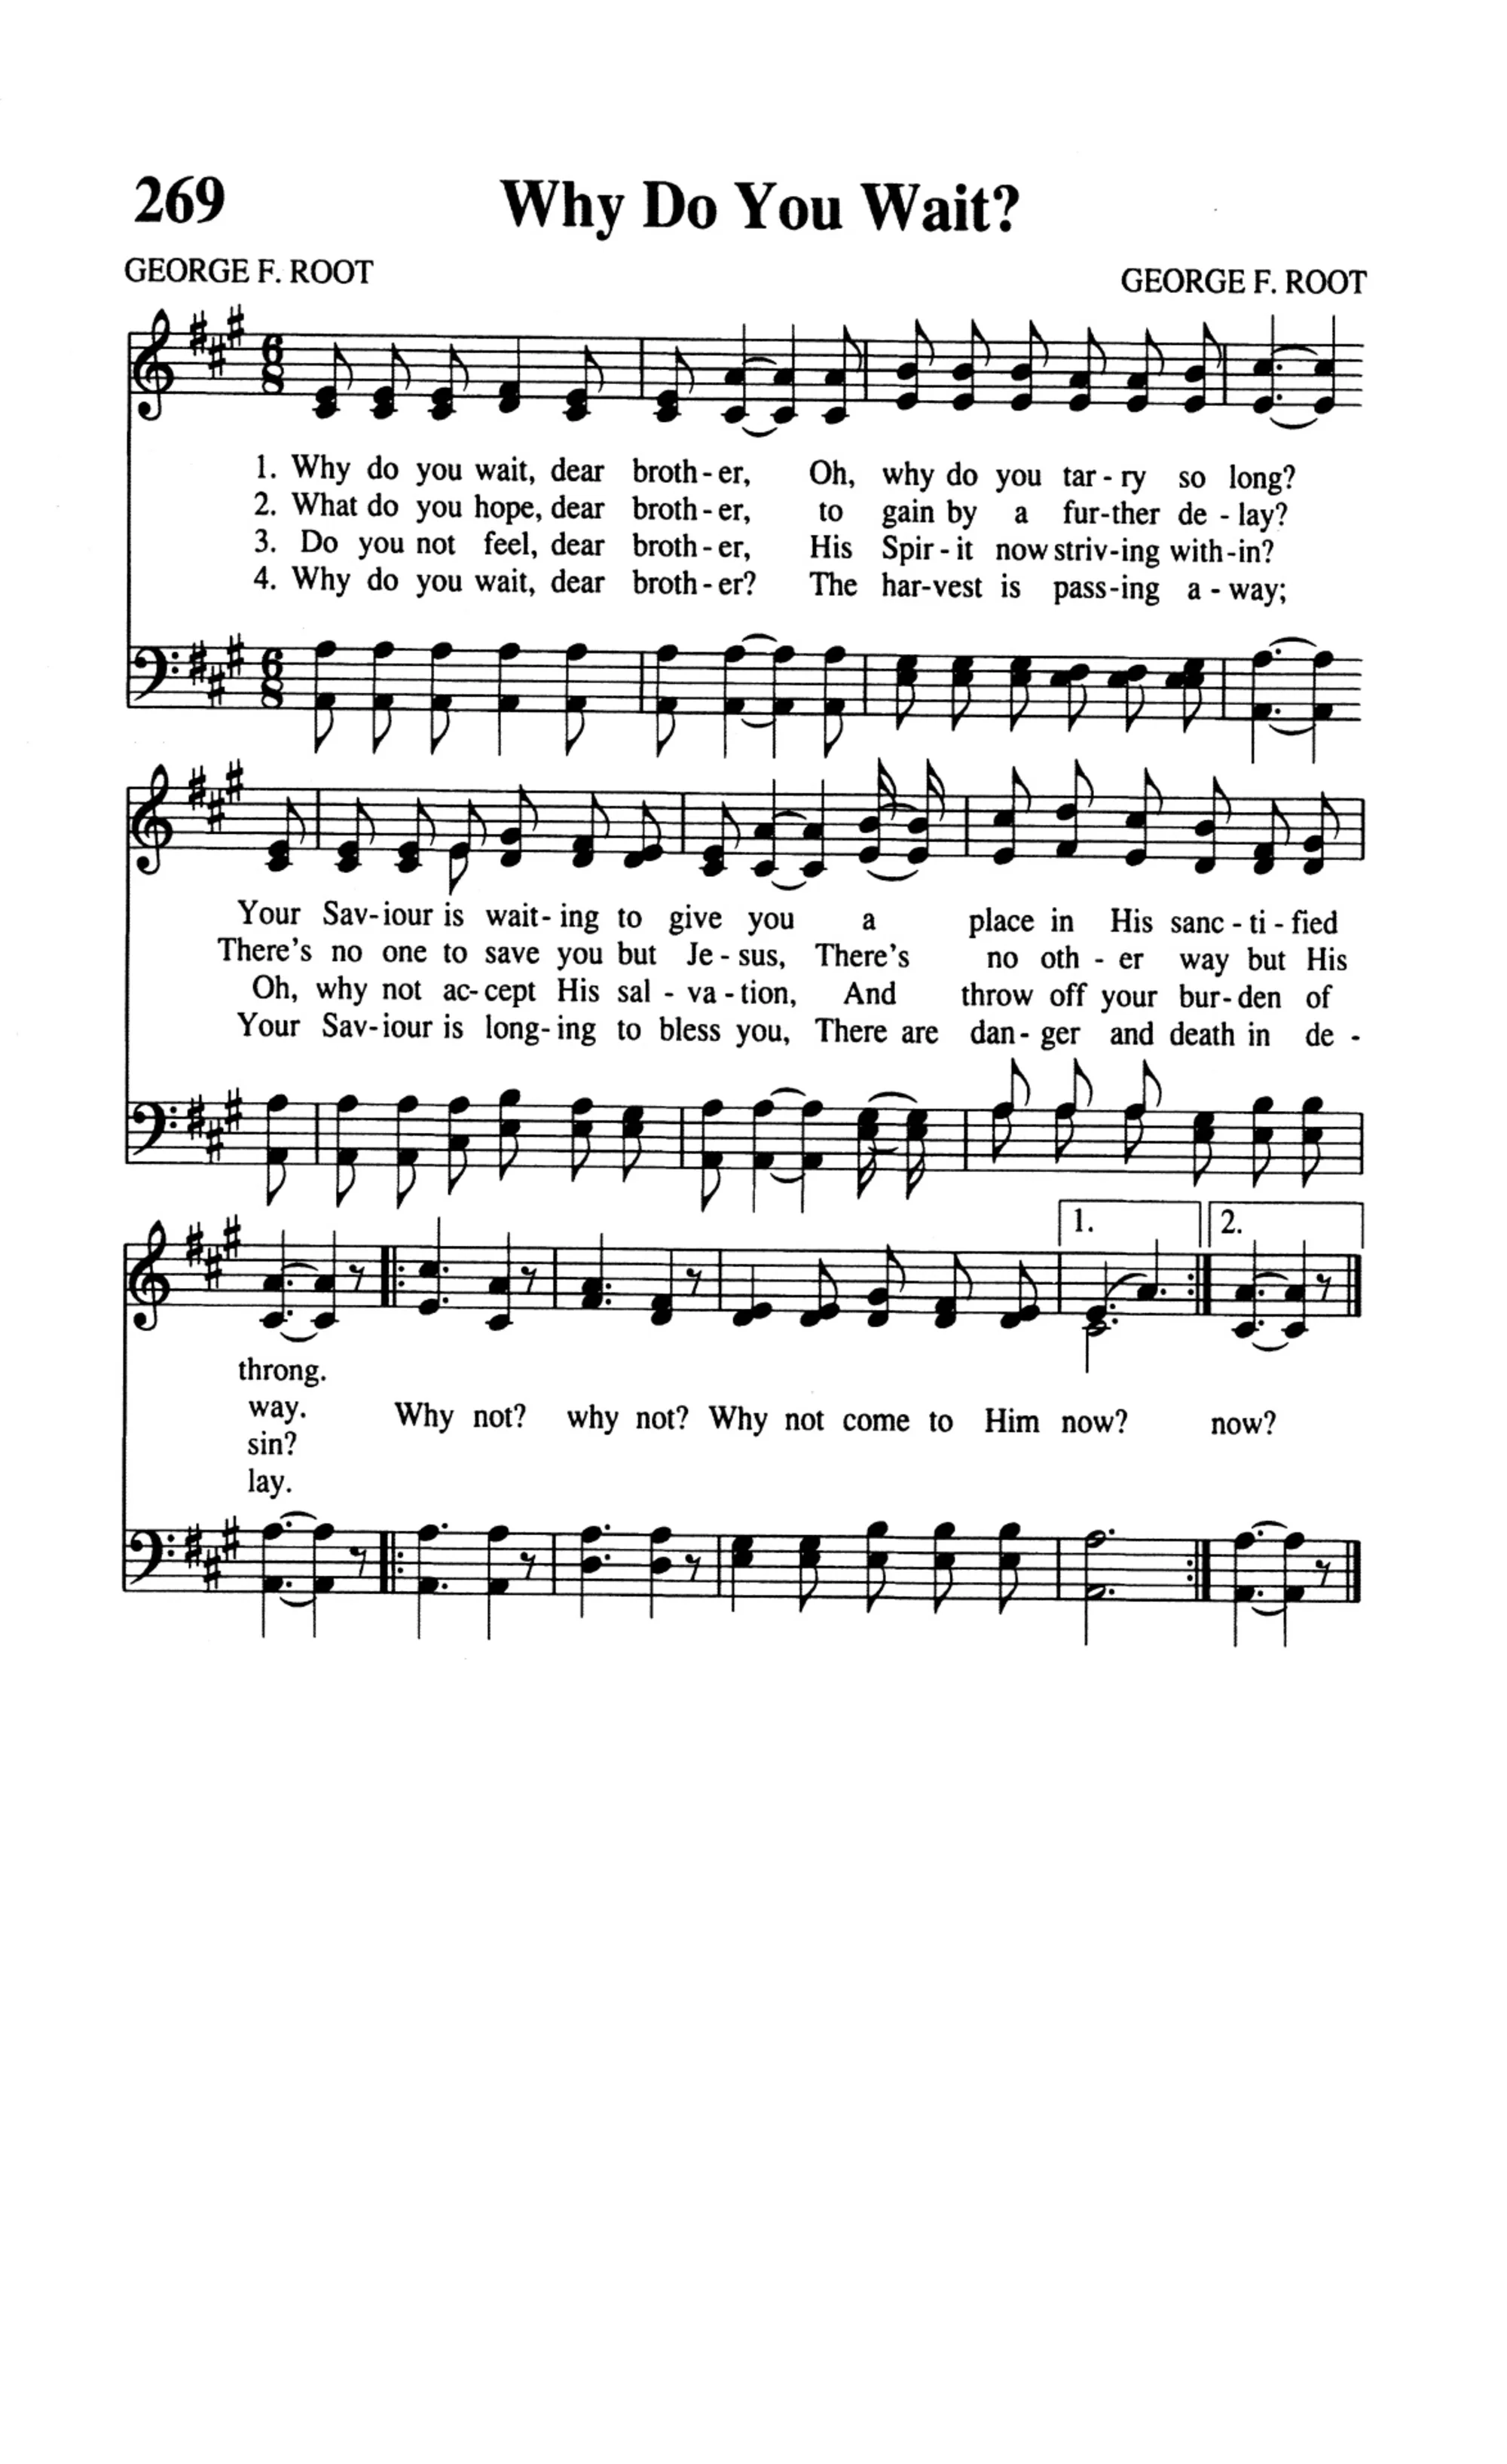 269 Why Do You Wait?
GEORGE F. ROOT GEORGE F. ROOT
6 8
1. Why do you wait, dear broth-er, Oh, why do you tar-ry so long?
2. What do you hope, dear broth-er, to gain by a fur-ther de-lay?
3. Do you not feel, dear broth-er, His Spir-it now striv-ing with-in?
4. Why do you wait, dear broth-er? The har-vest is pass-ing a-way;
6 8
Your Sav-iour is wait-ing to give you a place in His sanc-ti-fied
There's no one to save you but Je-sus, There's no oth-er way but His
Oh, why not ac-cept His sal-va-tion, And throw off your bur-den of
Your Sav-iour is long-ing to bless you, There are dan-ger and death in de-
1. 2.
throng.
way.
Why not? why not? Why not come to Him now? now?
sin?
lay.